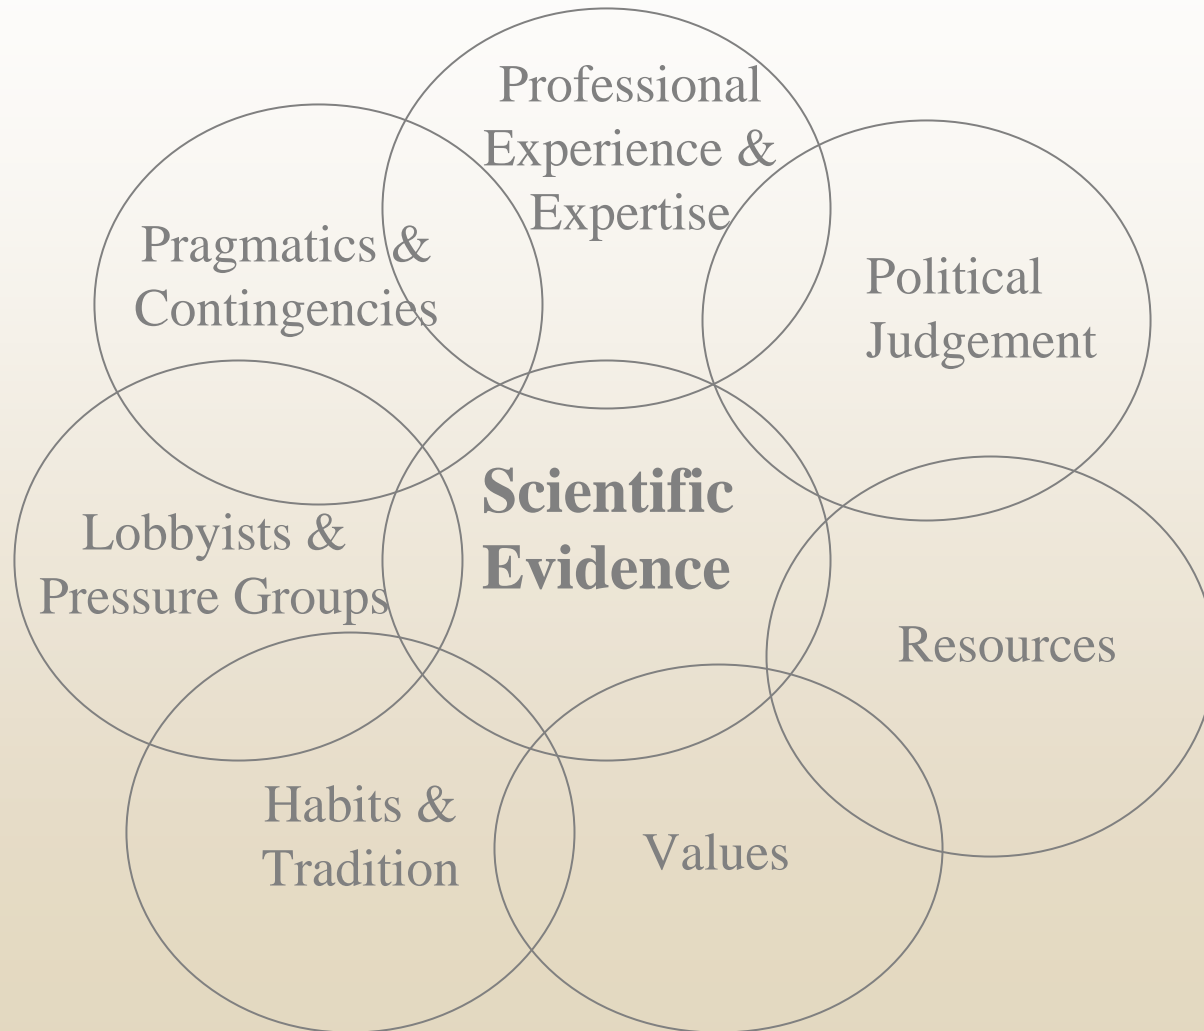 Professional
Experience &
Expertise
Pragmatics &
Contingencies
Political
Judgement
Scientific
Evidence
Lobbyists &
Pressure Groups
Resources
Habits &
Tradition
Values